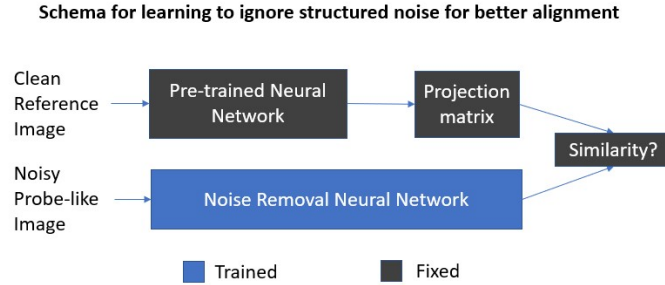 Schema for learning to ignore structured noise for better alignment
Clean
Reference
Image
Pre-trained Neural
Network
Projection
matrix
Similarity?
Noisy
Probe-like
Image
Noise Removal Neural Network
Trained
Fixed